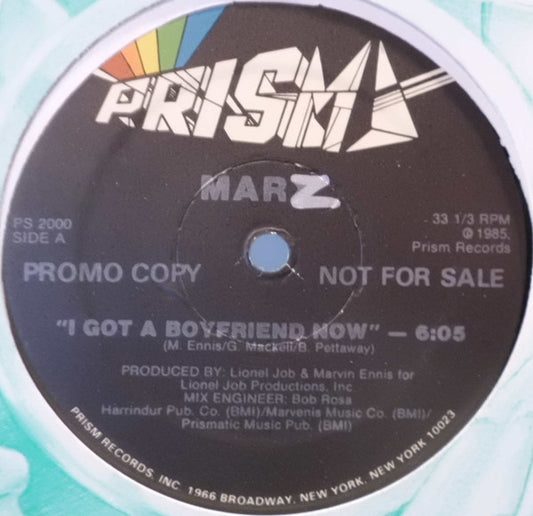 PRISM
MARZ
PS 2000
SIDE A
33 1/3 RPM
℗ 1985,
Prism Records
PROMO COPY
NOT FOR SALE
"I GOT A BOYFRIEND NOW" — 6:05
(M. Ennis/G. Mackell/B. Pettaway)
PRODUCED BY: Lionel Job & Marvin Ennis for
Lionel Job Productions, Inc
MIX ENGINEER: Bob Rosa
Harrindur Pub. Co. (BMI)/Marvenis Music Co. (BMI)/
Prismatic Music Pub. (BMI)
PRISM RECORDS, INC. 1966 BROADWAY, NEW YORK, NEW YORK 10023